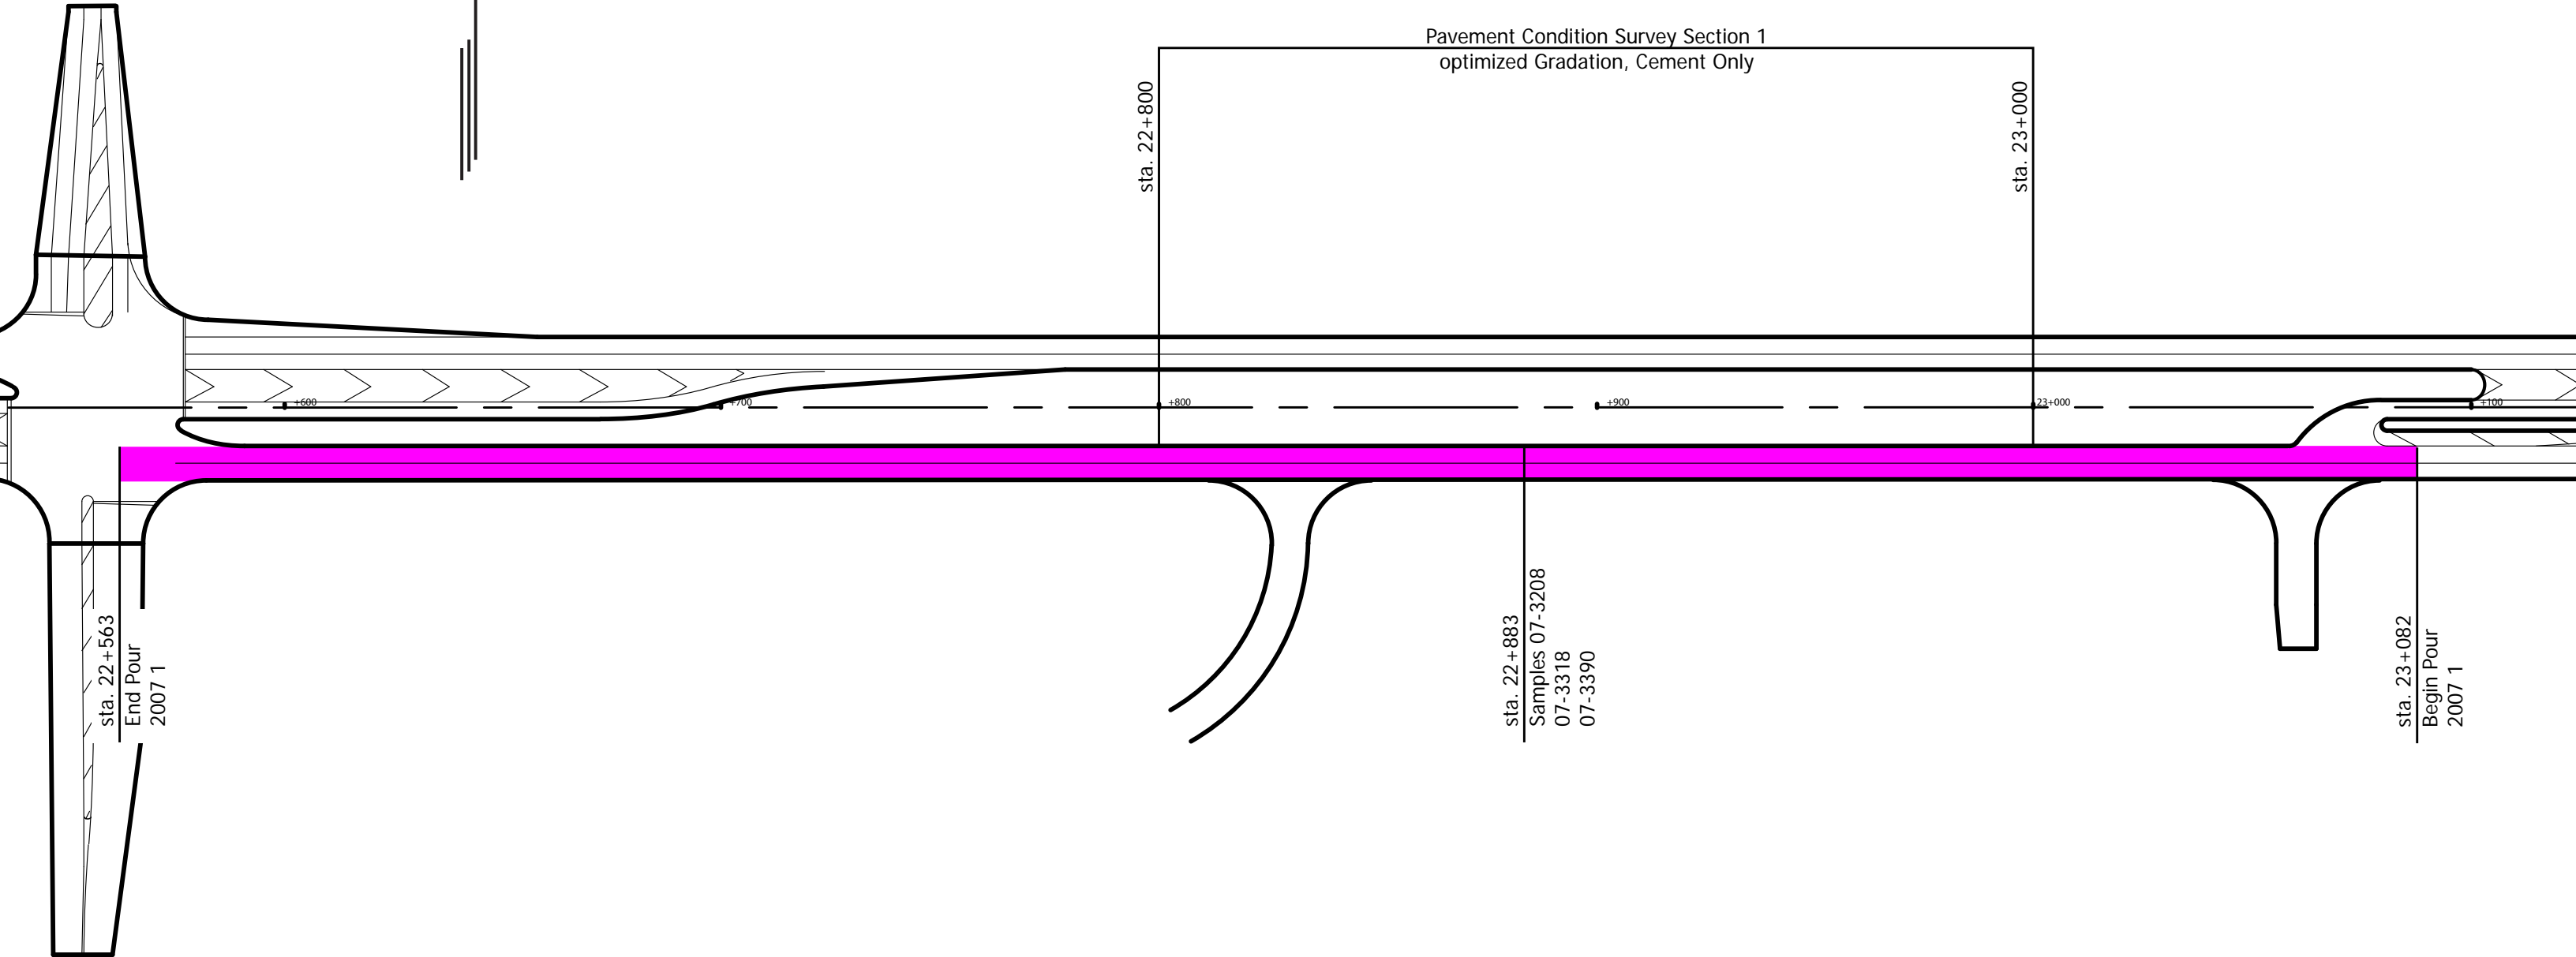 Pavement Condition Survey Section 1
optimized Gradation, Cement Only
sta. 22+800
sta. 23+000
+600
+700
+800
+900
23+000
+100
sta. 22+563
End Pour
2007 1
sta. 22+883
Samples 07-3208
07-3318
07-3390
sta. 23+082
Begin Pour
2007 1